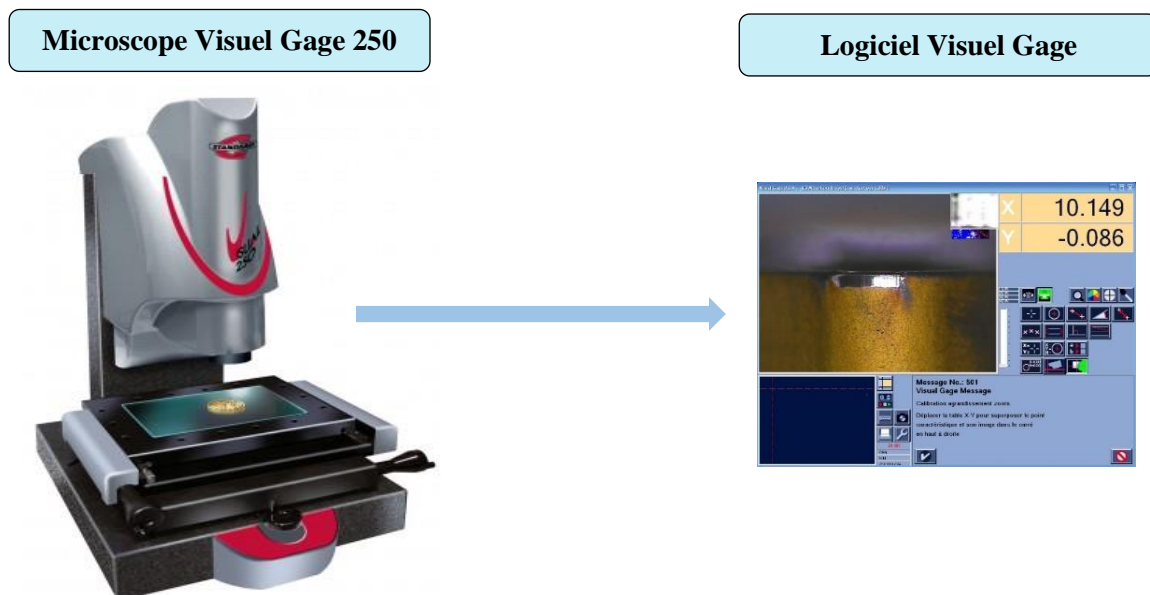 Microscope Visuel Gage 250
Logiciel Visuel Gage
VISUAL
250
X 10.149
Y -0.086
Message No.: 501
Visual Gage Message
Calibration agrandissement zoom
Déplacer la table X-Y pour superposer le point
caractéristique et son image dans le carré
en haut à droite